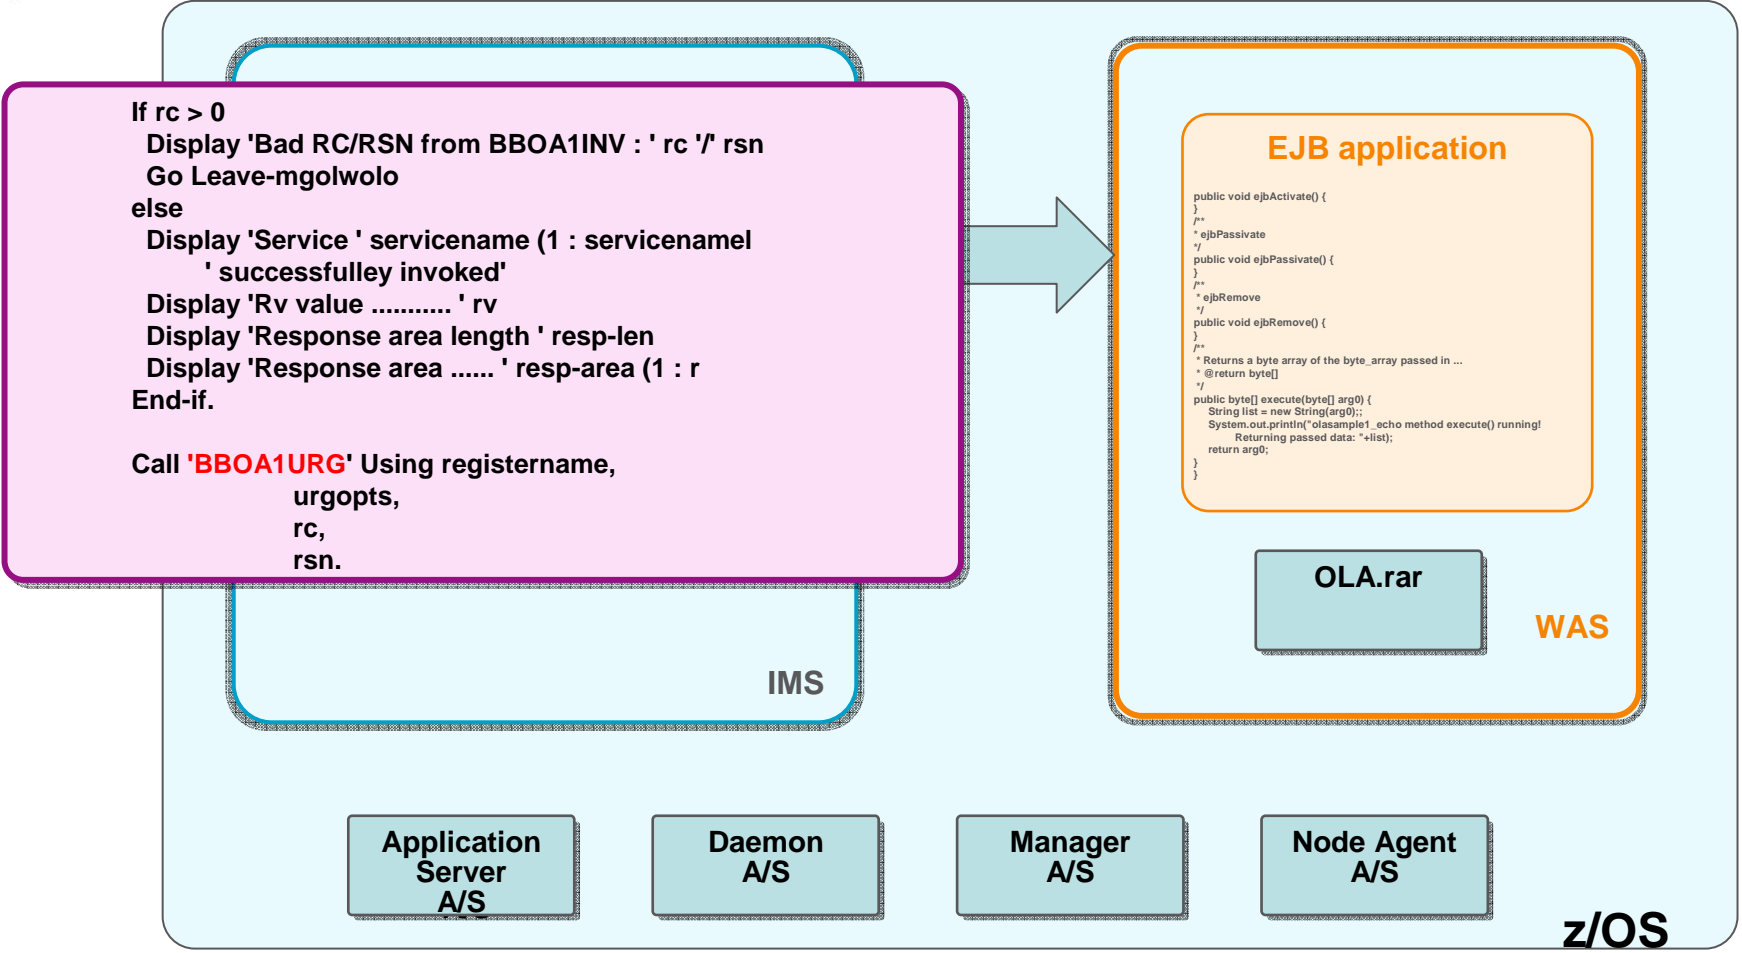 If rc > 0
Display 'Bad RC/RSN from BBOA1INV : ' rc '/' rsn
Go Leave-mgolwolo
else
Display 'Service ' servicename (1 : servicenamel
' successfulley invoked'
Display 'Rv value ........... ' rv
Display 'Response area length ' resp-len
Display 'Response area ...... ' resp-area (1 : r
End-if.
Call 'BBOA1URG' Using registername,
urgopts,
rc,
rsn.
IMS
EJB application
public void ejbActivate() {
}
/**
* ejbPassivate
*/
public void ejbPassivate() {
}
/**
* ejbRemove
*/
public void ejbRemove() {
}
/**
* Returns a byte array of the byte_array passed in ...
* @return byte[]
*/
public byte[] execute(byte[] arg0) {
String list = new String(arg0);;
System.out.println("olasample1_echo method execute() running!
Returning passed data: "+list);
return arg0;
}
}
OLA.rar
WAS
Application
Server
A/S
Daemon
A/S
Manager
A/S
Node Agent
A/S
z/OS